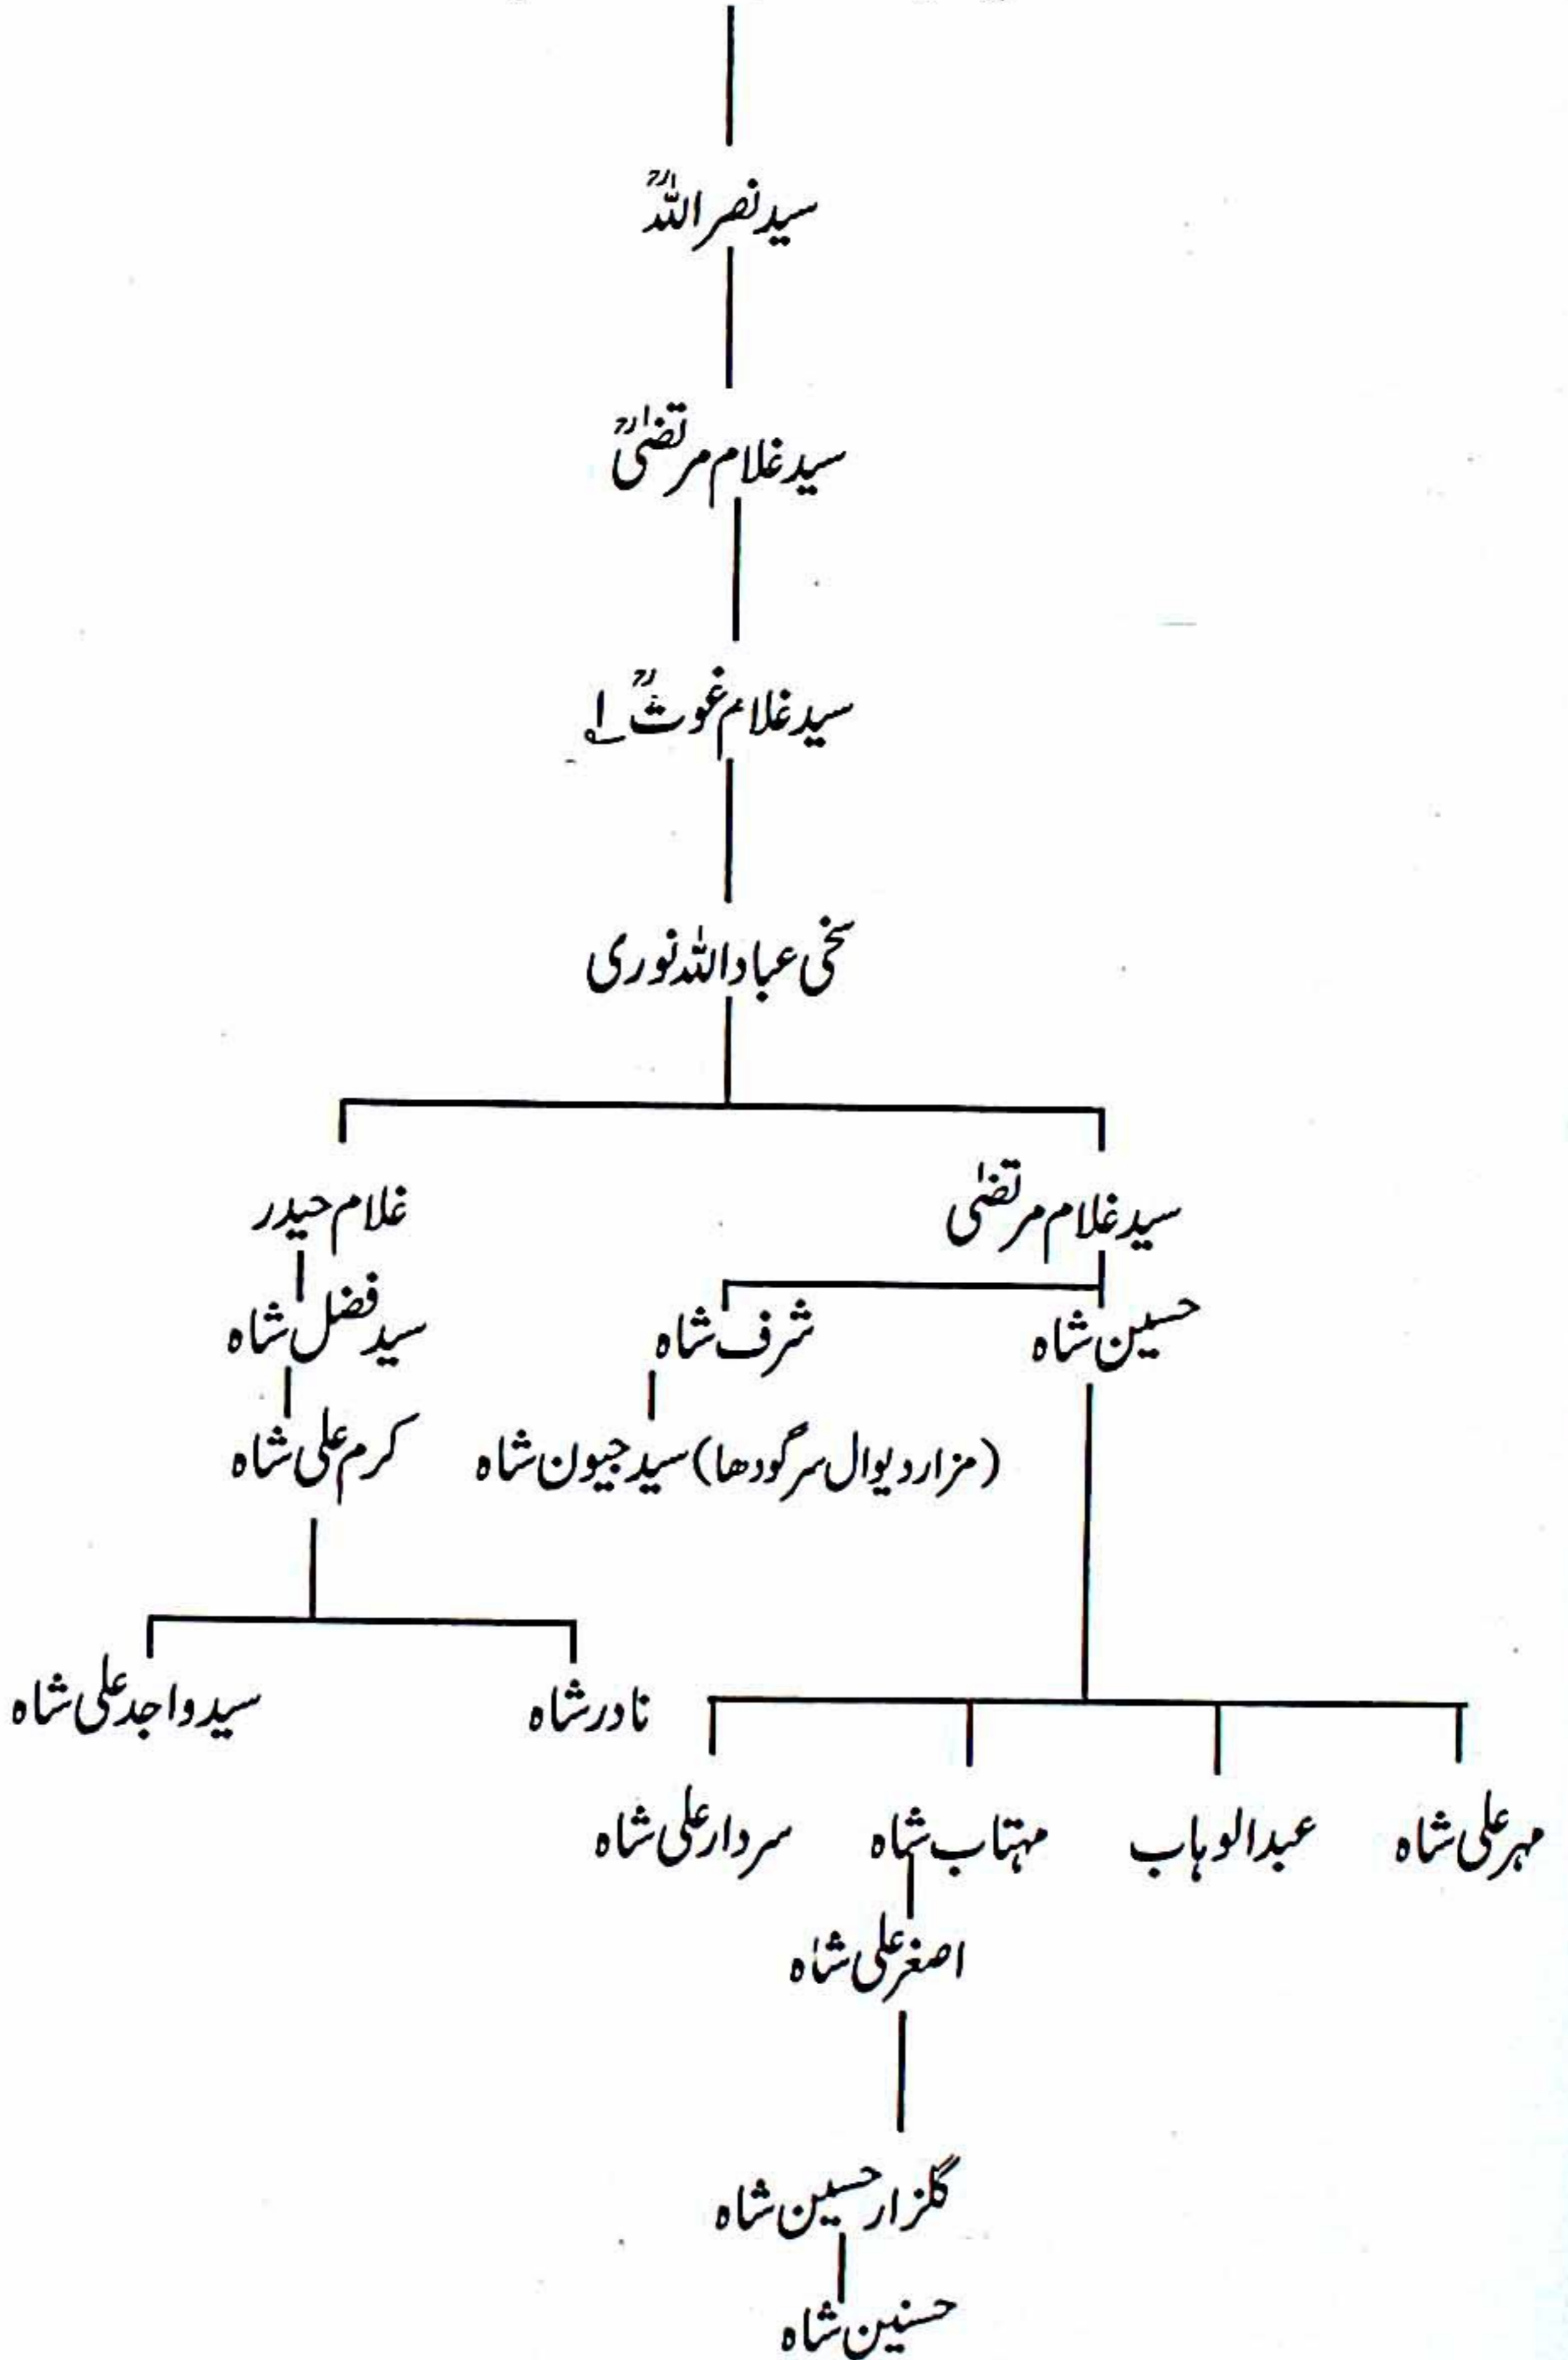 سید نصر اللہؒ
سید غلام مرتضیٰؒ
سید غلام غوثؒ ۱
سخی عباد اللہ نوری
سید غلام مرتضیٰ
غلام حیدر
حسین شاہ
شرف شاہ
سید فضل شاہ
(مزار دیوال سرگودھا) سید جیون شاہ
کرم علی شاہ
نادر شاہ
سید واجد علی شاہ
مہر علی شاہ
عبدالوہاب
مہتاب شاہ
سردار علی شاہ
اصغر علی شاہ
گلزار حسین شاہ
حسنین شاہ